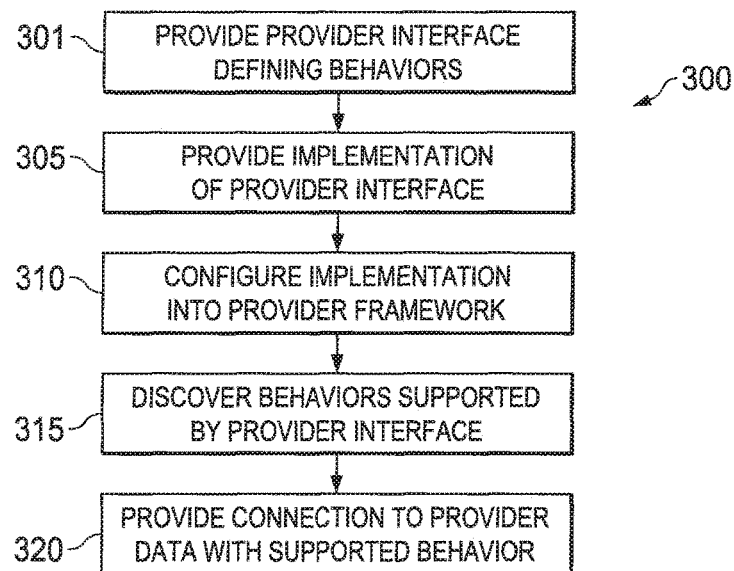 301
PROVIDE PROVIDER INTERFACE
DEFINING BEHAVIORS
300
305
PROVIDE IMPLEMENTATION
OF PROVIDER INTERFACE
310
CONFIGURE IMPLEMENTATION
INTO PROVIDER FRAMEWORK
315
DISCOVER BEHAVIORS SUPPORTED
BY PROVIDER INTERFACE
320
PROVIDE CONNECTION TO PROVIDER
DATA WITH SUPPORTED BEHAVIOR